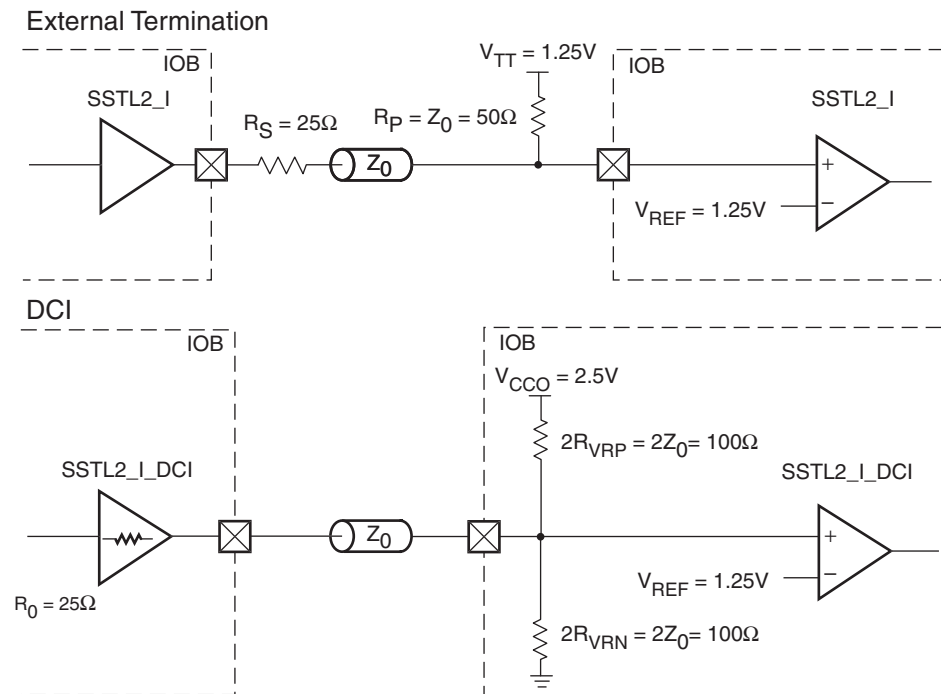 External Termination
IOB
SSTL2_I
R_S = 25Ω
Z_0
R_P = Z_0 = 50Ω
V_TT = 1.25V
IOB
SSTL2_I
+
V_REF = 1.25V
−
DCI
IOB
SSTL2_I_DCI
R_0 = 25Ω
Z_0
IOB
V_CCO = 2.5V
2R_VRP = 2Z_0 = 100Ω
SSTL2_I_DCI
+
V_REF = 1.25V
−
2R_VRN = 2Z_0 = 100Ω